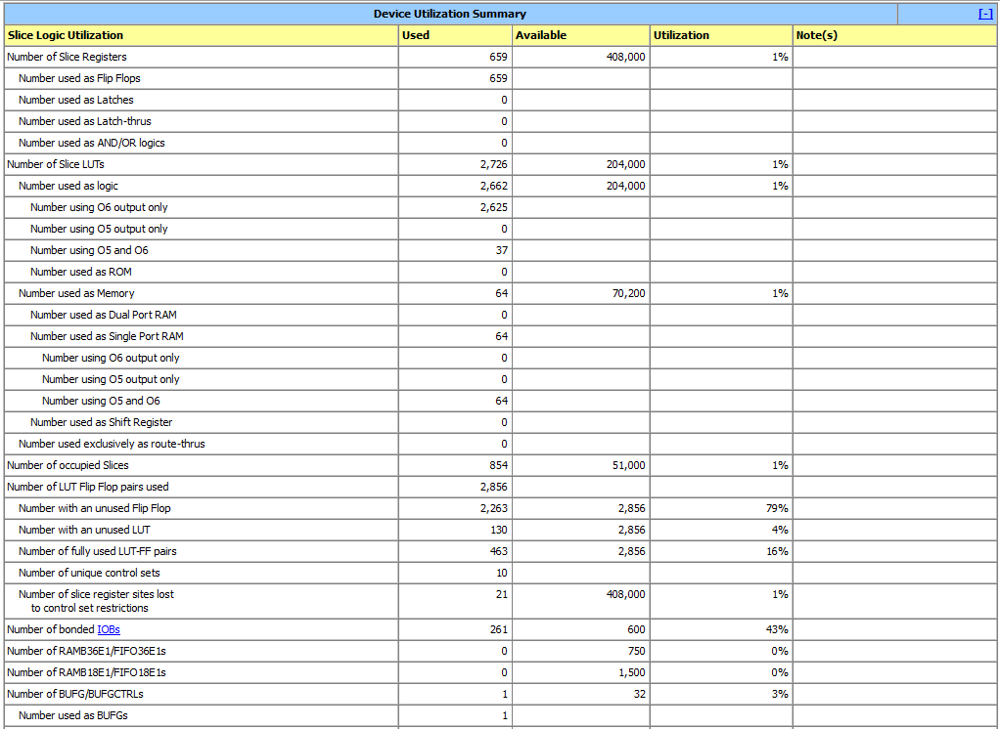 Device Utilization Summary [-]
Slice Logic Utilization Used Available Utilization Note(s)
Number of Slice Registers 659 408,000 1%
Number used as Flip Flops 659
Number used as Latches 0
Number used as Latch-thrus 0
Number used as AND/OR logics 0
Number of Slice LUTs 2,726 204,000 1%
Number used as logic 2,662 204,000 1%
Number using O6 output only 2,625
Number using O5 output only 0
Number using O5 and O6 37
Number used as ROM 0
Number used as Memory 64 70,200 1%
Number used as Dual Port RAM 0
Number used as Single Port RAM 64
Number using O6 output only 0
Number using O5 output only 0
Number using O5 and O6 64
Number used as Shift Register 0
Number used exclusively as route-thrus 0
Number of occupied Slices 854 51,000 1%
Number of LUT Flip Flop pairs used 2,856
Number with an unused Flip Flop 2,263 2,856 79%
Number with an unused LUT 130 2,856 4%
Number of fully used LUT-FF pairs 463 2,856 16%
Number of unique control sets 10
Number of slice register sites lost 21 408,000 1%
to control set restrictions
Number of bonded IOBs 261 600 43%
Number of RAMB36E1/FIFO36E1s 0 750 0%
Number of RAMB18E1/FIFO18E1s 0 1,500 0%
Number of BUFG/BUFGCTRLs 1 32 3%
Number used as BUFGs 1